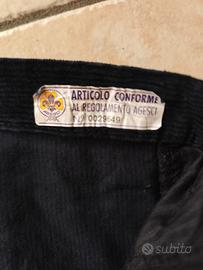 ARTICOLO CONFORME
AL REGOLAMENTO AGESCI
N° 0029649
subito